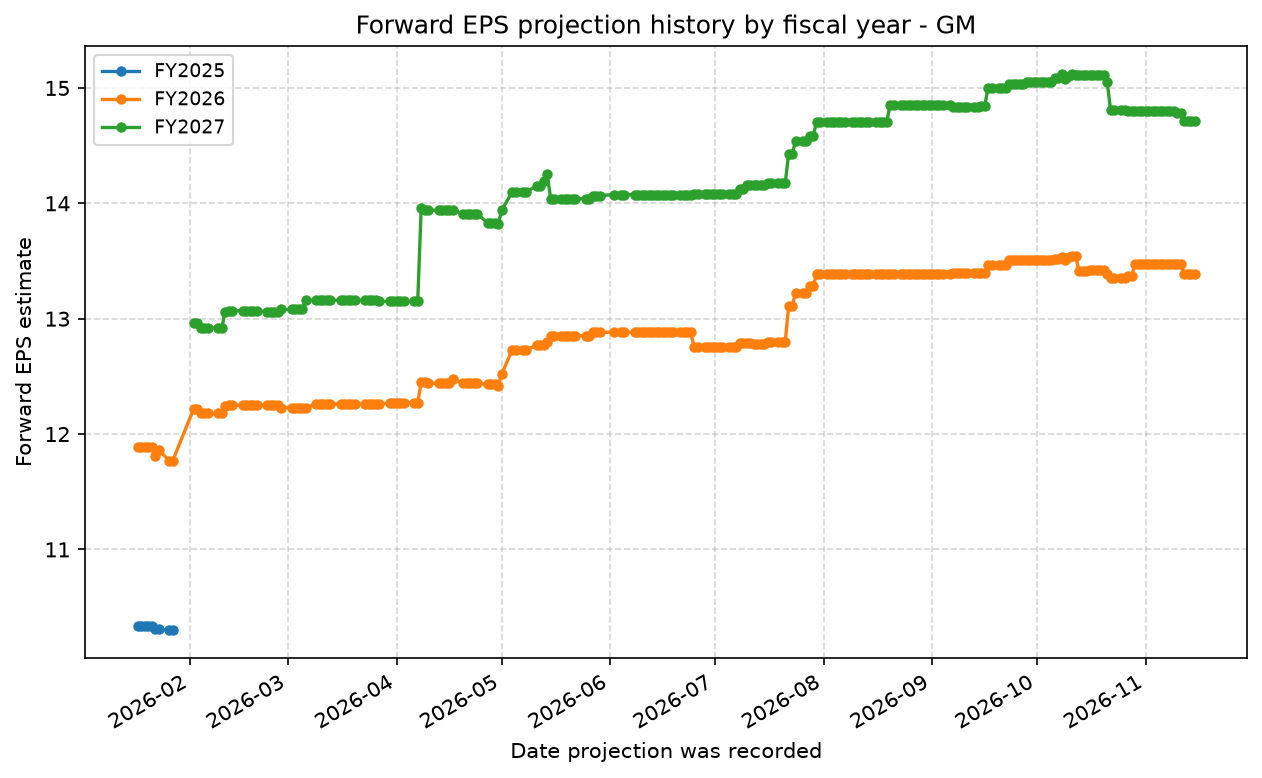 Forward EPS projection history by fiscal year - GM
FY2025
FY2026
FY2027
Forward EPS estimate
15
14
13
12
11
2026-02
2026-03
2026-04
2026-05
2026-06
2026-07
2026-08
2026-09
2026-10
2026-11
Date projection was recorded